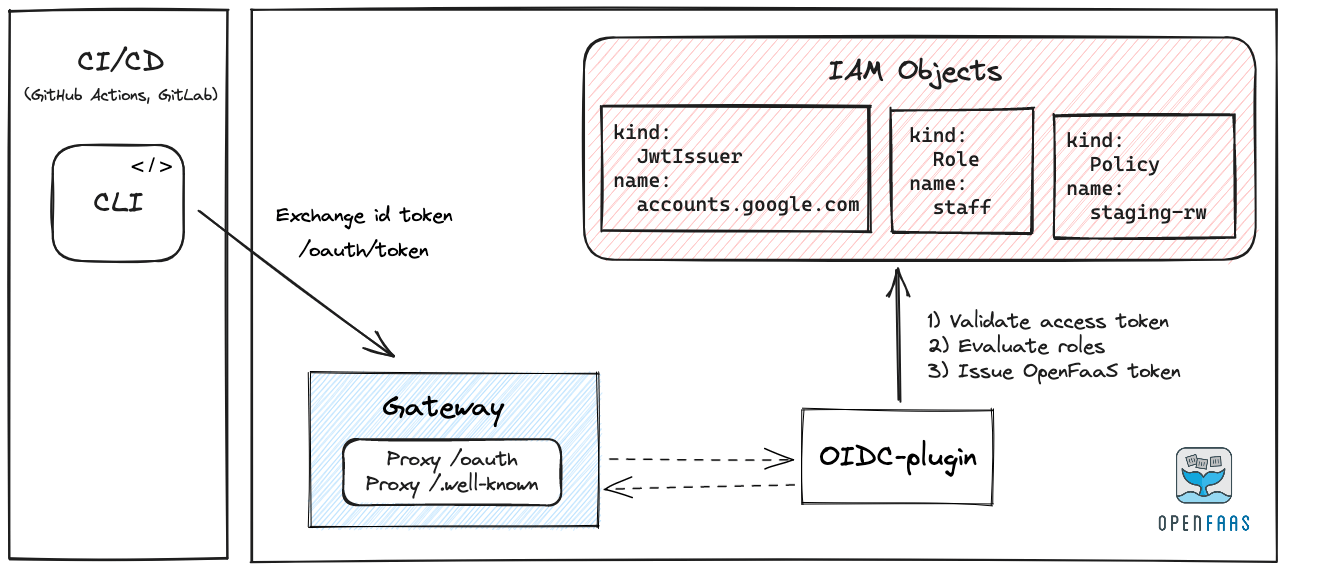 CI/CD
(GitHub Actions, GitLab)
</>
CLI
Exchange id token
/oauth/token
IAM Objects
kind:
JwtIssuer
name:
accounts.google.com
kind:
Role
name:
staff
kind:
Policy
name:
staging-rw
1) Validate access token
2) Evaluate roles
3) Issue OpenFaaS token
Gateway
Proxy /oauth
Proxy /.well-known
OIDC-plugin
OPENFAAS